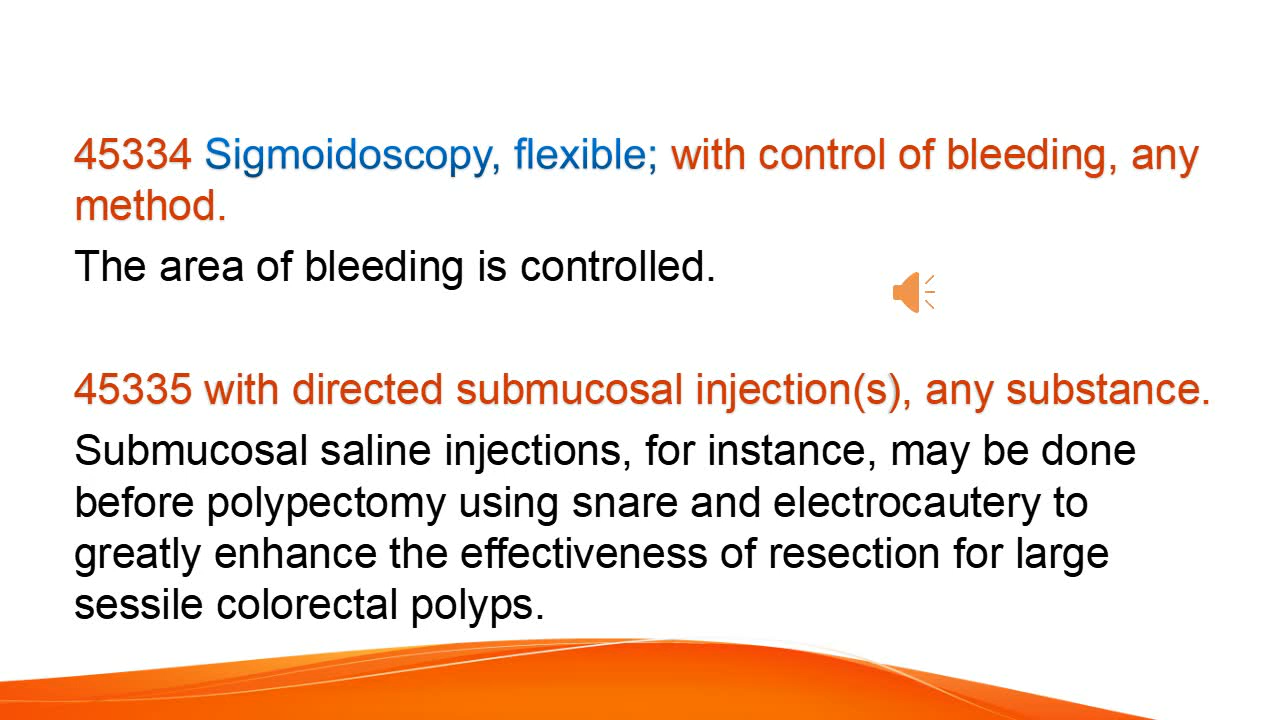 45334 Sigmoidoscopy, flexible; with control of bleeding, any
method.
The area of bleeding is controlled.
45335 with directed submucosal injection(s), any substance.
Submucosal saline injections, for instance, may be done
before polypectomy using snare and electrocautery to
greatly enhance the effectiveness of resection for large
sessile colorectal polyps.